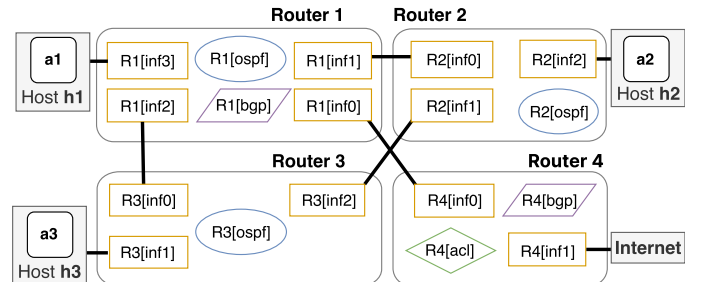 Router 1
Router 2
a1
Host h1
R1[inf3]
R1[ospf]
R1[inf1]
R1[inf2]
R1[bgp]
R1[inf0]
R2[inf0]
R2[inf2]
R2[inf1]
R2[ospf]
a2
Host h2
Router 3
Router 4
R3[inf0]
R3[inf2]
R3[ospf]
R3[inf1]
a3
Host h3
R4[inf0]
R4[bgp]
R4[acl]
R4[inf1]
Internet